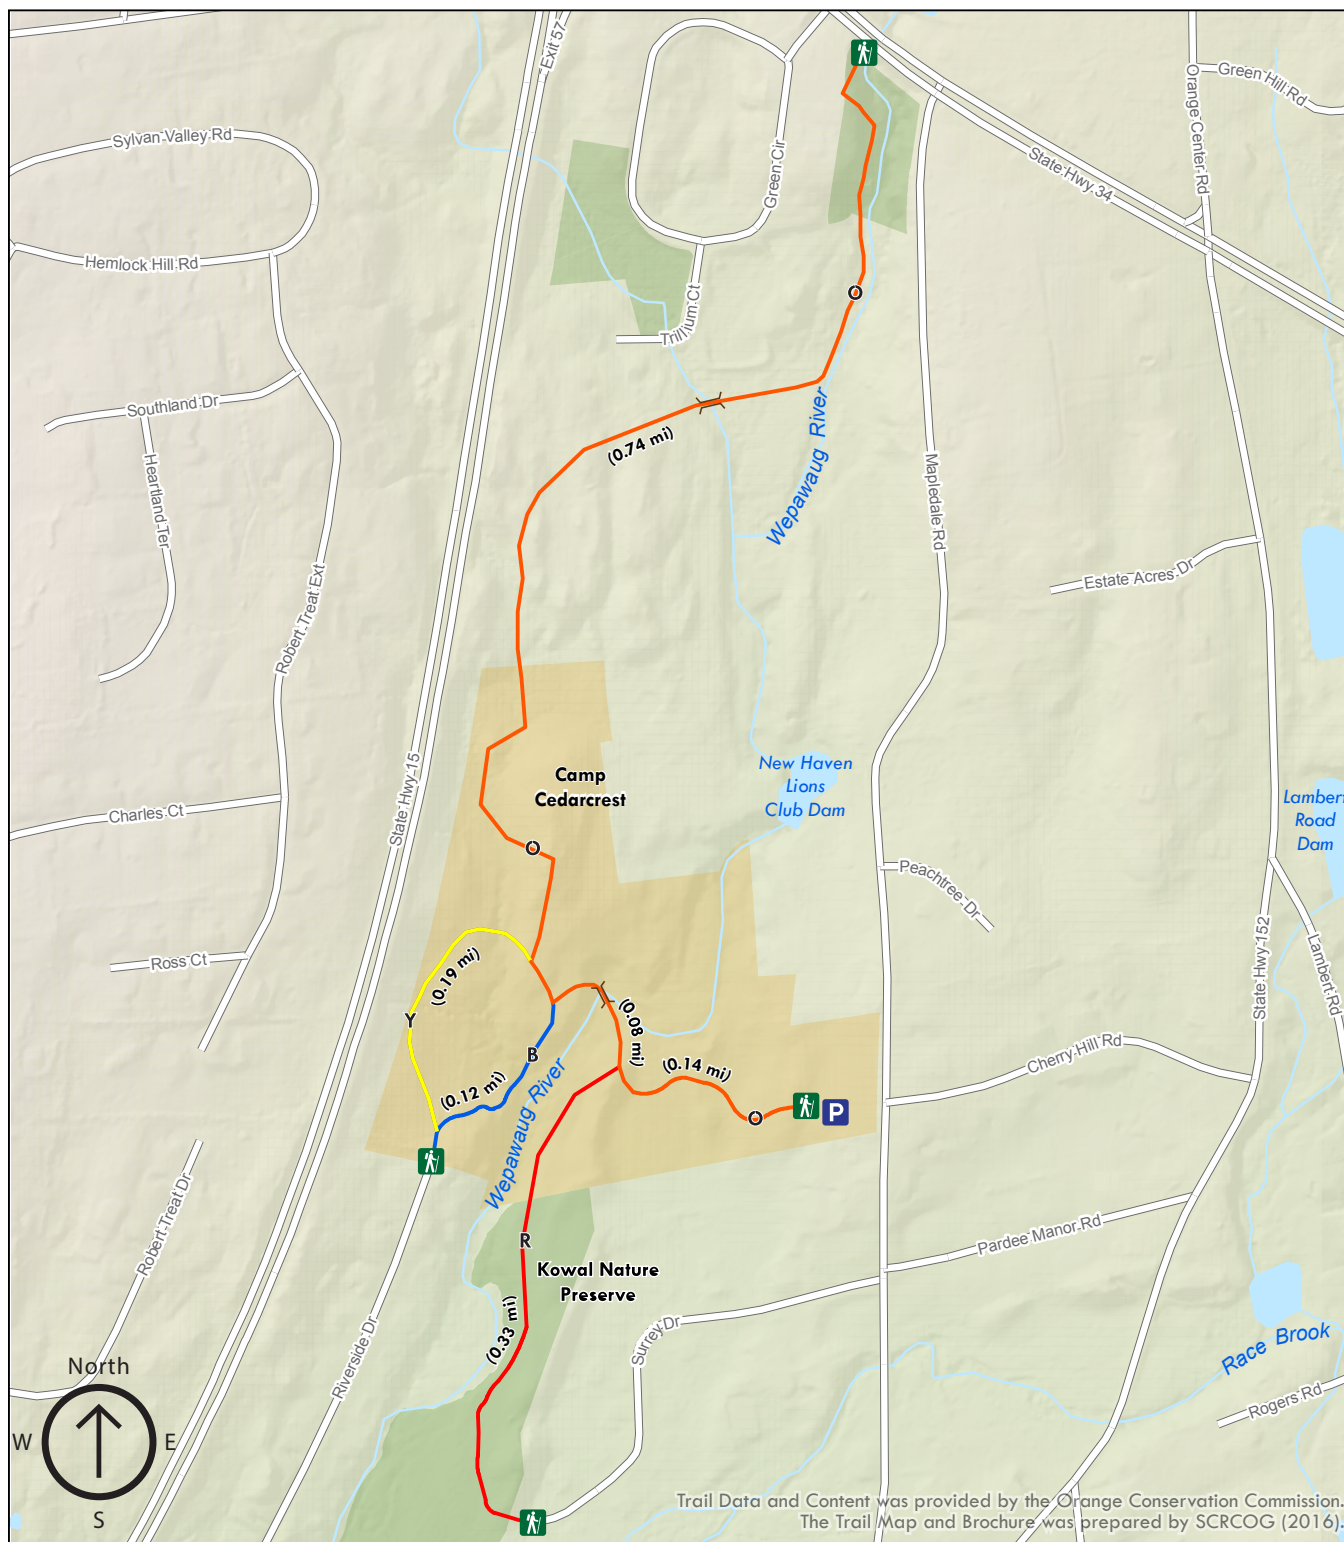 Exit 57
Sylvan Valley Rd
Hemlock Hill Rd
Green Cir
Trillium Ct
State Hwy 34
Orange Center Rd
Green Hill Rd
O
Southland Dr
Heartland Ter
Robert Treat Ext
(0.74 mi)
Wepawaug River
Mapledale Rd
Estate Acres Dr
State Hwy 15
Charles Ct
Ross Ct
Camp
Cedarcrest
O
New Haven
Lions
Club Dam
Peachtree Dr
Lambert
Road
Dam
State Hwy 152
Lambert Rd
(0.19 mi)
Y
B
(0.12 mi)
(0.08 mi)
(0.14 mi)
O
P
Wepawaug River
Cherry Hill Rd
Robert Treat Dr
Riverside Dr
R
Kowal Nature
Preserve
(0.33 mi)
Surrey Dr
Pardee Manor Rd
Race Brook
Rogers Rd
North
W
E
S
Trail Data and Content was provided by the Orange Conservation Commission.
The Trail Map and Brochure was prepared by SCRCOG (2016).